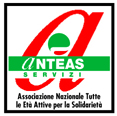 aNTEAS
SERVIZI
Associazione Nazionale Tutte
le Età Attive per la Solidarietà